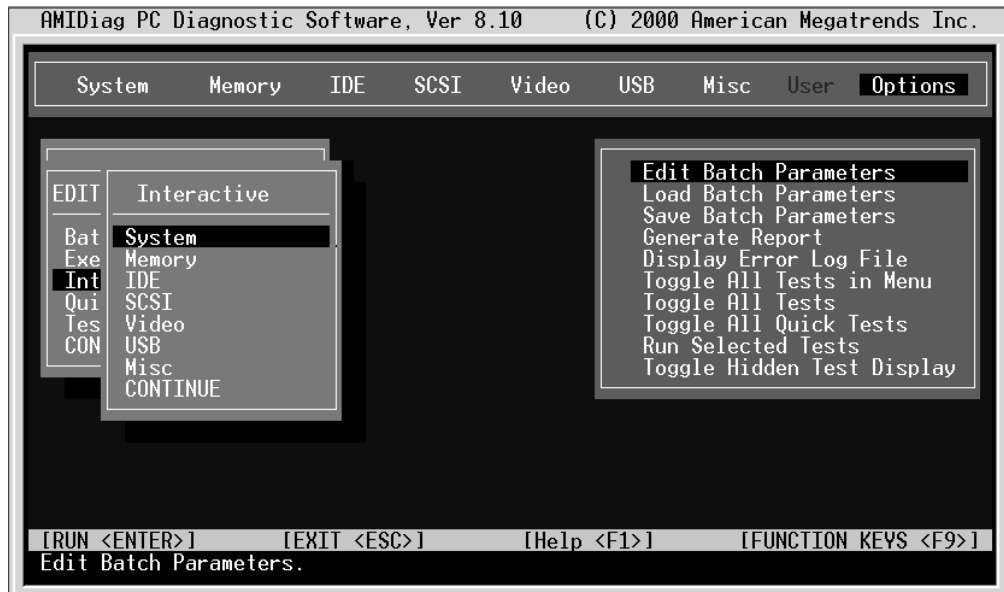 AMIDiag PC Diagnostic Software, Ver 8.10 (C) 2000 American Megatrends Inc.
System Memory IDE SCSI Video USB Misc User Options
EDIT
Bat
Exe
Int
Qui
Tes
CON
Interactive
System
Memory
IDE
SCSI
Video
USB
Misc
CONTINUE
Edit Batch Parameters
Load Batch Parameters
Save Batch Parameters
Generate Report
Display Error Log File
Toggle All Tests in Menu
Toggle All Tests
Toggle All Quick Tests
Run Selected Tests
Toggle Hidden Test Display
[RUN <ENTER>] [EXIT <ESC>] [Help <F1>] [FUNCTION KEYS <F9>]
Edit Batch Parameters.